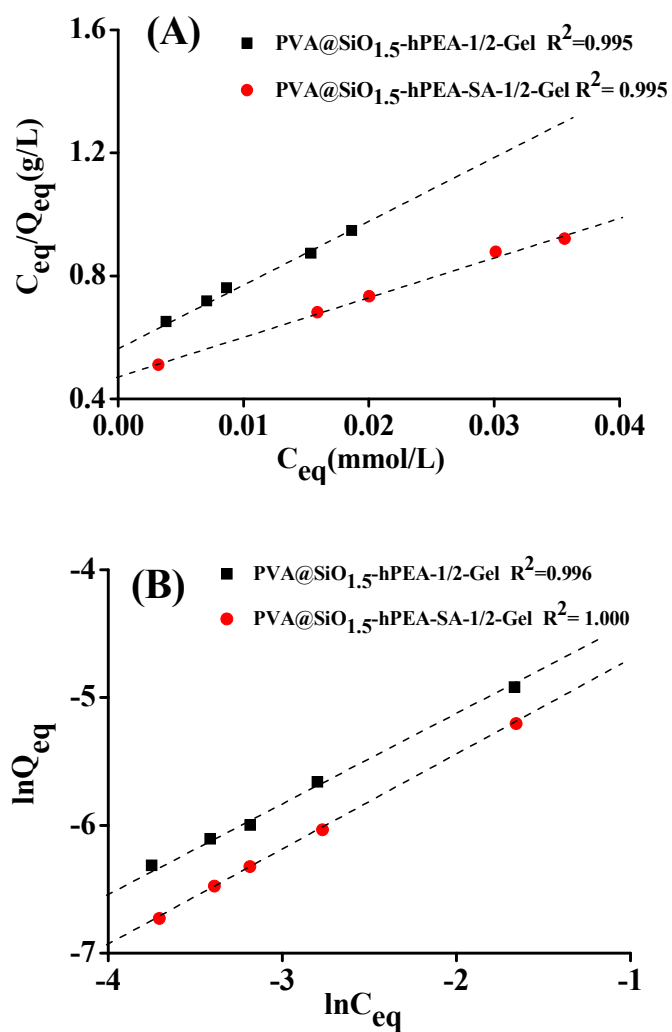 (A)
PVA@SiO1.5-hPEA-1/2-Gel R2=0.995
PVA@SiO1.5-hPEA-SA-1/2-Gel R2= 0.995
1.6
1.2
0.8
0.4
Ceq/Qeq(g/L)
0.00 0.01 0.02 0.03 0.04
Ceq(mmol/L)
(B)
PVA@SiO1.5-hPEA-1/2-Gel R2=0.996
PVA@SiO1.5-hPEA-SA-1/2-Gel R2= 1.000
-4
-5
-6
-7
lnQeq
-4 -3 -2 -1
lnCeq